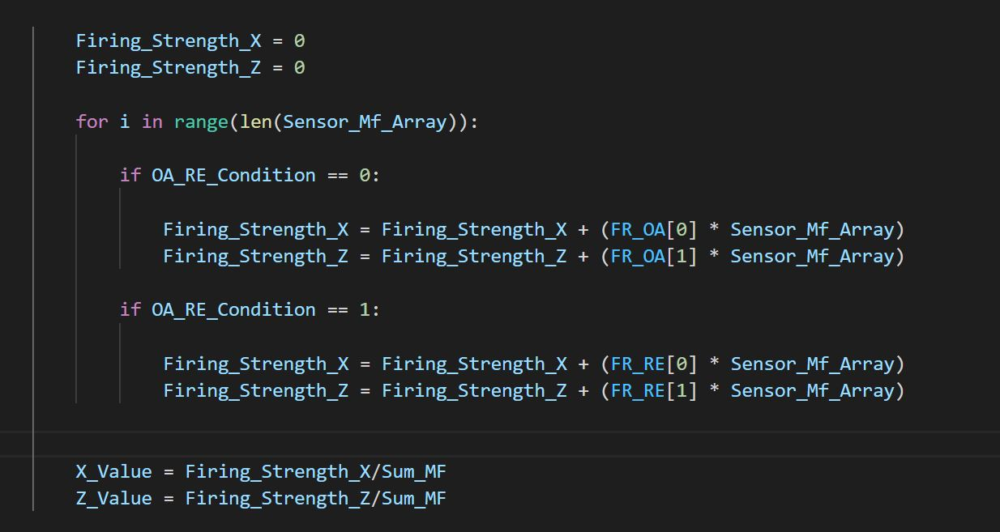 Firing_Strength_X = 0
Firing_Strength_Z = 0
for i in range(len(Sensor_Mf_Array)):
if OA_RE_Condition == 0:
Firing_Strength_X = Firing_Strength_X + (FR_OA[0] * Sensor_Mf_Array)
Firing_Strength_Z = Firing_Strength_Z + (FR_OA[1] * Sensor_Mf_Array)
if OA_RE_Condition == 1:
Firing_Strength_X = Firing_Strength_X + (FR_RE[0] * Sensor_Mf_Array)
Firing_Strength_Z = Firing_Strength_Z + (FR_RE[1] * Sensor_Mf_Array)
X_Value = Firing_Strength_X/Sum_MF
Z_Value = Firing_Strength_Z/Sum_MF